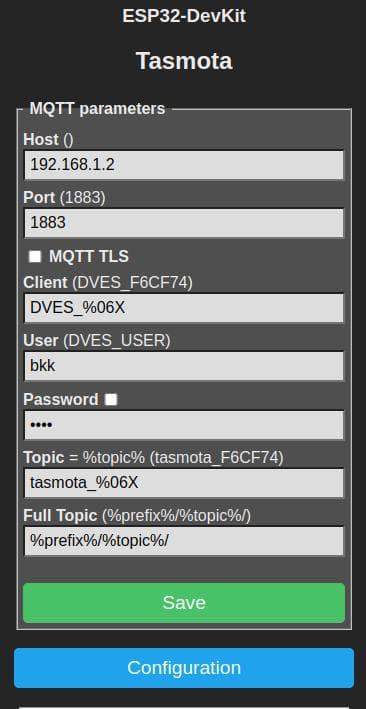 ESP32-DevKit
Tasmota
MQTT parameters
Host ()
192.168.1.2
Port (1883)
1883
MQTT TLS
Client (DVES_F6CF74)
DVES_%06X
User (DVES_USER)
bkk
Password
••••
Topic = %topic% (tasmota_F6CF74)
tasmota_%06X
Full Topic (%prefix%/%topic%/)
%prefix%/%topic%/
Save
Configuration